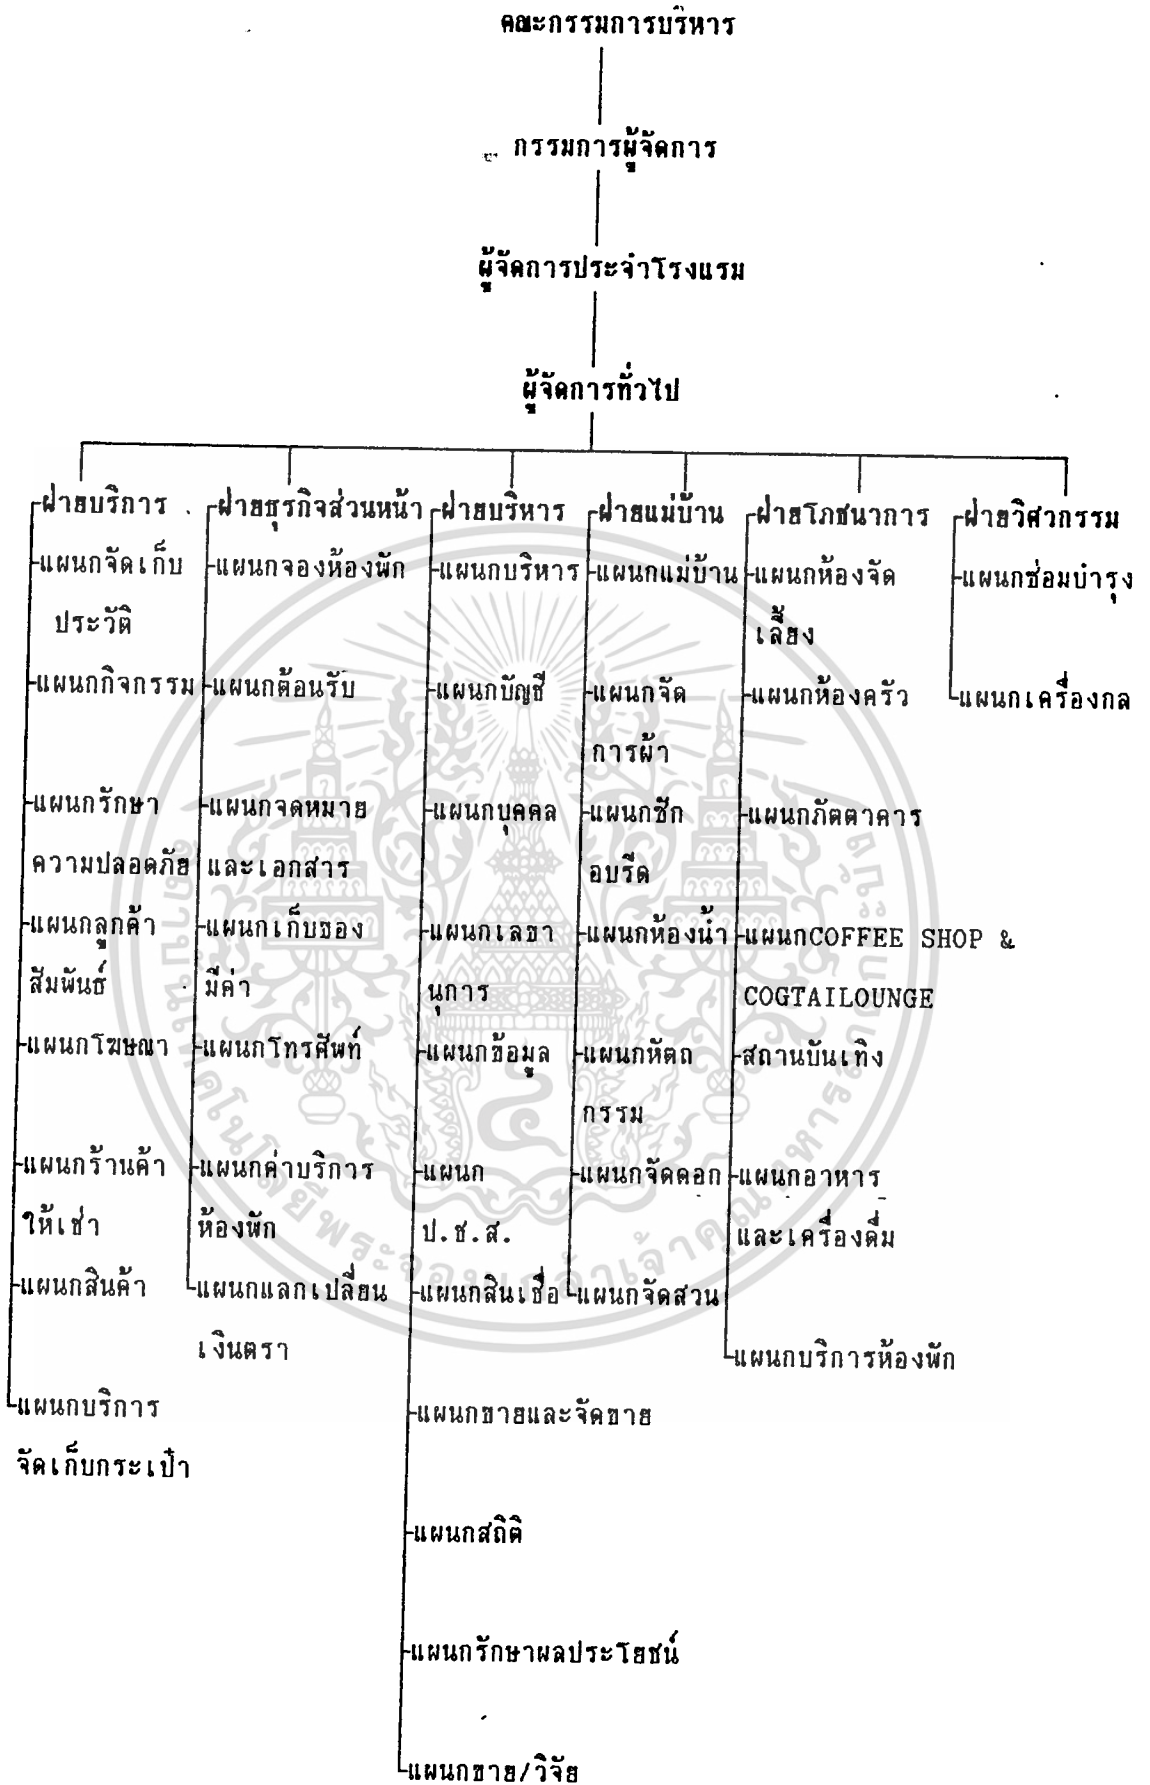 คณะกรรมการบริหาร
กรรมการผู้จัดการ
ผู้จัดการประจำโรงแรม
ผู้จัดการทั่วไป
ฝ่ายบริการ
แผนกจัดเก็บ
ประวัติ
แผนกกิจกรรม
แผนกรักษา
ความปลอดภัย
แผนกลูกค้า
สัมพันธ์
แผนกโฆษณา
แผนกร้านค้า
ให้เช่า
แผนกสินค้า
แผนกบริการ
จัดเก็บกระเป๋า
ฝ่ายธุรกิจส่วนหน้า
แผนกจองห้องพัก
แผนกต้อนรับ
แผนกจดหมาย
และเอกสาร
แผนกเก็บของ
มีค่า
แผนกโทรศัพท์
แผนกค่าบริการ
ห้องพัก
แผนกแลกเปลี่ยน
เงินตรา
ฝ่ายบริหาร
แผนกบริหาร
แผนกบัญชี
แผนกบุคคล
แผนกเลขา
นุการ
แผนกข้อมูล
แผนก
ป.ช.ส.
แผนกสินเชื่อ
แผนกขายและจัดขาย
แผนกสถิติ
แผนกรักษาผลประโยชน์
แผนกขาย/วิจัย
ฝ่ายแม่บ้าน
แผนกแม่บ้าน
แผนกจัด
การผ้า
แผนกซัก
อบรีด
แผนกห้องน้ำ
แผนกหัตถ
กรรม
แผนกจัดดอก
แผนกจัดสวน
ฝ่ายโภชนาการ
แผนกห้องจัด
เลี้ยง
แผนกห้องครัว
แผนกภัตตาคาร
แผนกCOFFEE SHOP &
COGTAILOUNGE
สถานบันเทิง
แผนกอาหาร
และเครื่องดื่ม
แผนกบริการห้องพัก
ฝ่ายวิศวกรรม
แผนกซ่อมบำรุง
แผนกเครื่องกล